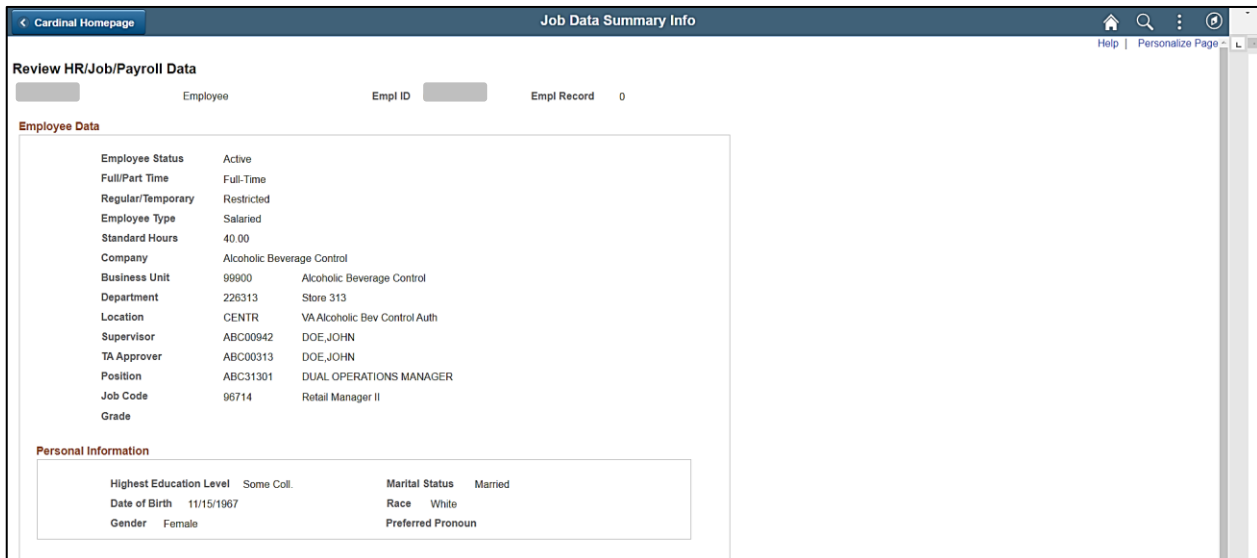 Cardinal Homepage Job Data Summary Info
Help | Personalize Page
Review HR/Job/Payroll Data
Employee Empl ID Empl Record 0
Employee Data
Employee Status Active
Full/Part Time Full-Time
Regular/Temporary Restricted
Employee Type Salaried
Standard Hours 40.00
Company Alcoholic Beverage Control
Business Unit 99900 Alcoholic Beverage Control
Department 226313 Store 313
Location CENTR VA Alcoholic Bev Control Auth
Supervisor ABC00942 DOE,JOHN
TA Approver ABC00313 DOE,JOHN
Position ABC31301 DUAL OPERATIONS MANAGER
Job Code 96714 Retail Manager II
Grade
Personal Information
Highest Education Level Some Coll. Marital Status Married
Date of Birth 11/15/1967 Race White
Gender Female Preferred Pronoun